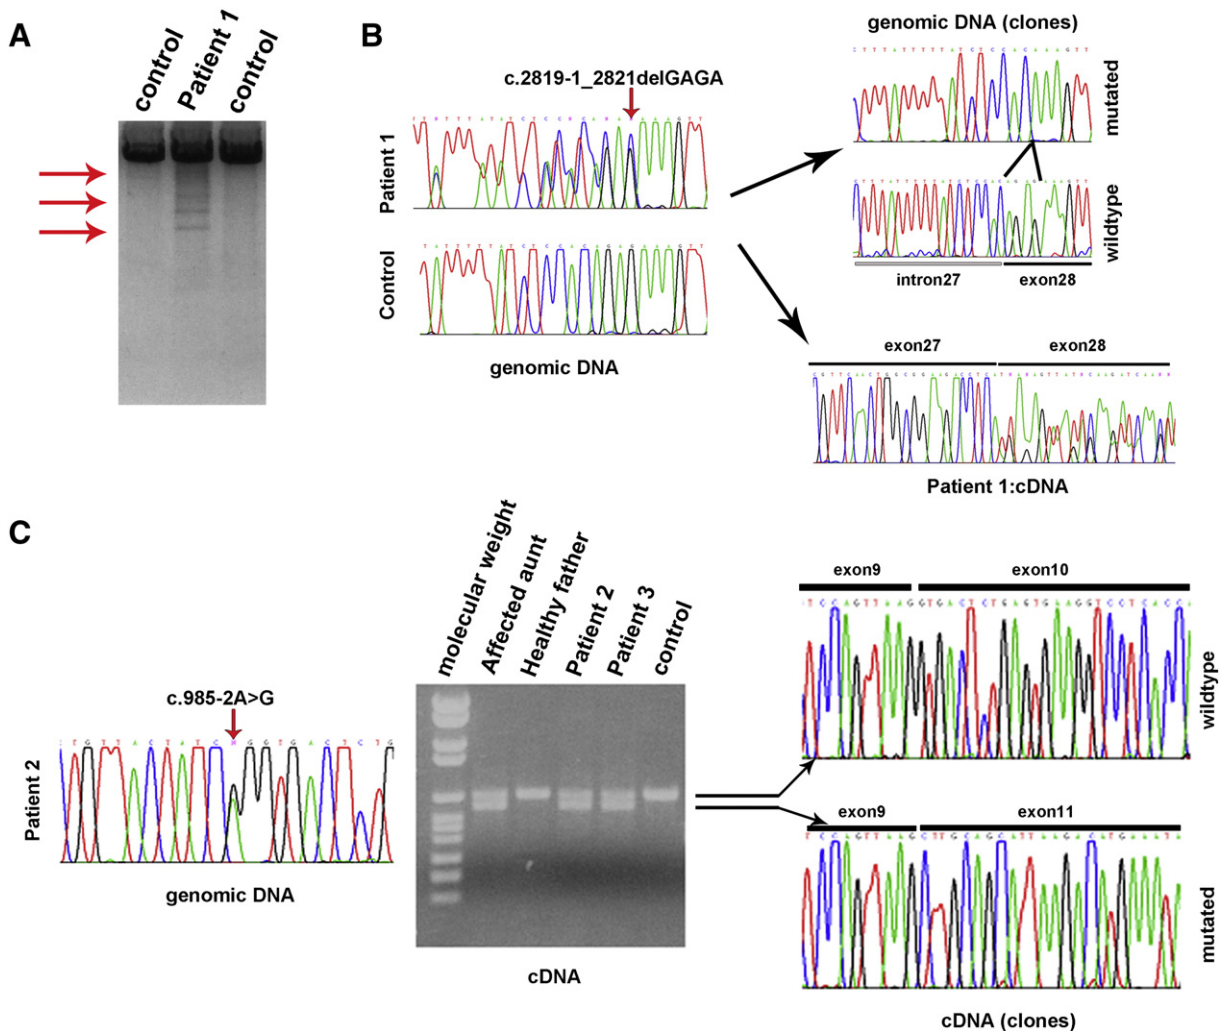 A
control
Patient 1
control
B
c.2819-1_2821delGAGA
Patient 1
Control
genomic DNA
genomic DNA (clones)
mutated
wildtype
intron27
exon28
exon27
exon28
Patient 1:cDNA
C
c.985-2A>G
Patient 2
genomic DNA
molecular weight
Affected aunt
Healthy father
Patient 2
Patient 3
control
cDNA
exon9
exon10
TCCAGTTAAGGTGACTCTGAGTGAAGGTCCTCACCA
wildtype
exon9
exon11
mutated
cDNA (clones)